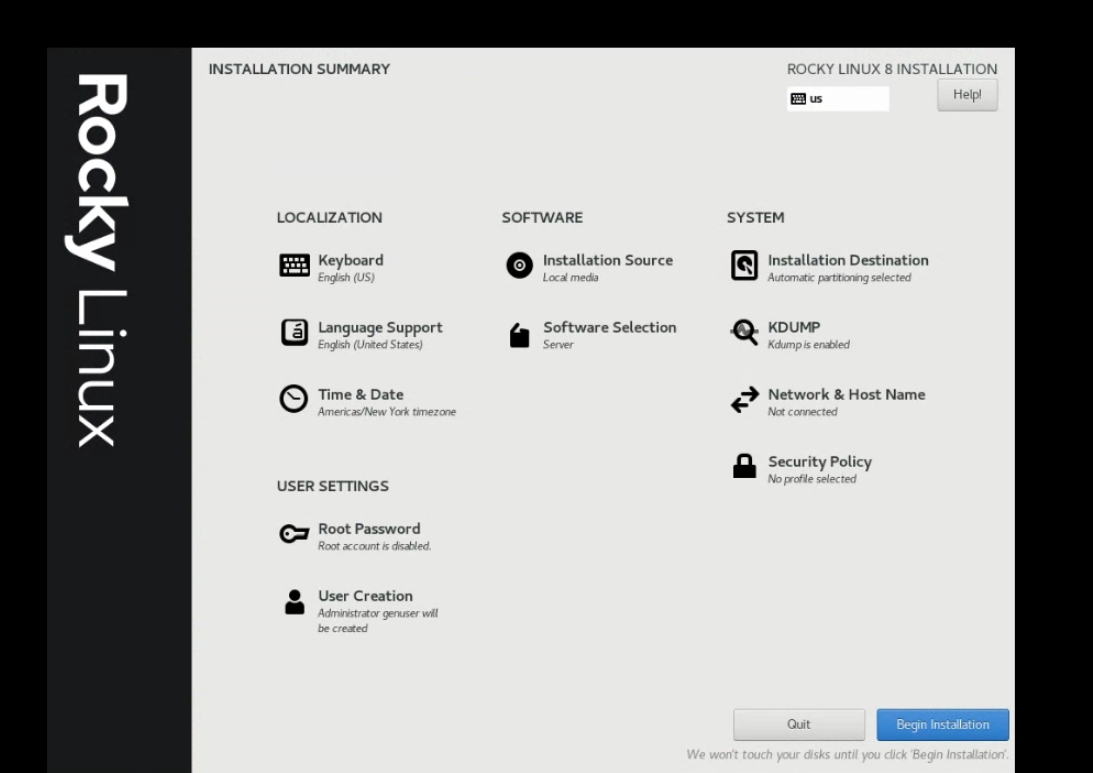 Rocky Linux
INSTALLATION SUMMARY
ROCKY LINUX 8 INSTALLATION
us
Help!
LOCALIZATION
Keyboard
English (US)
Language Support
English (United States)
Time & Date
Americas/New York timezone
SOFTWARE
Installation Source
Local media
Software Selection
Server
SYSTEM
Installation Destination
Automatic partitioning selected
KDUMP
Kdump is enabled
Network & Host Name
Not connected
Security Policy
No profile selected
USER SETTINGS
Root Password
Root account is disabled.
User Creation
Administrator genuser will
be created
Quit
Begin Installation
We won't touch your disks until you click 'Begin Installation'.